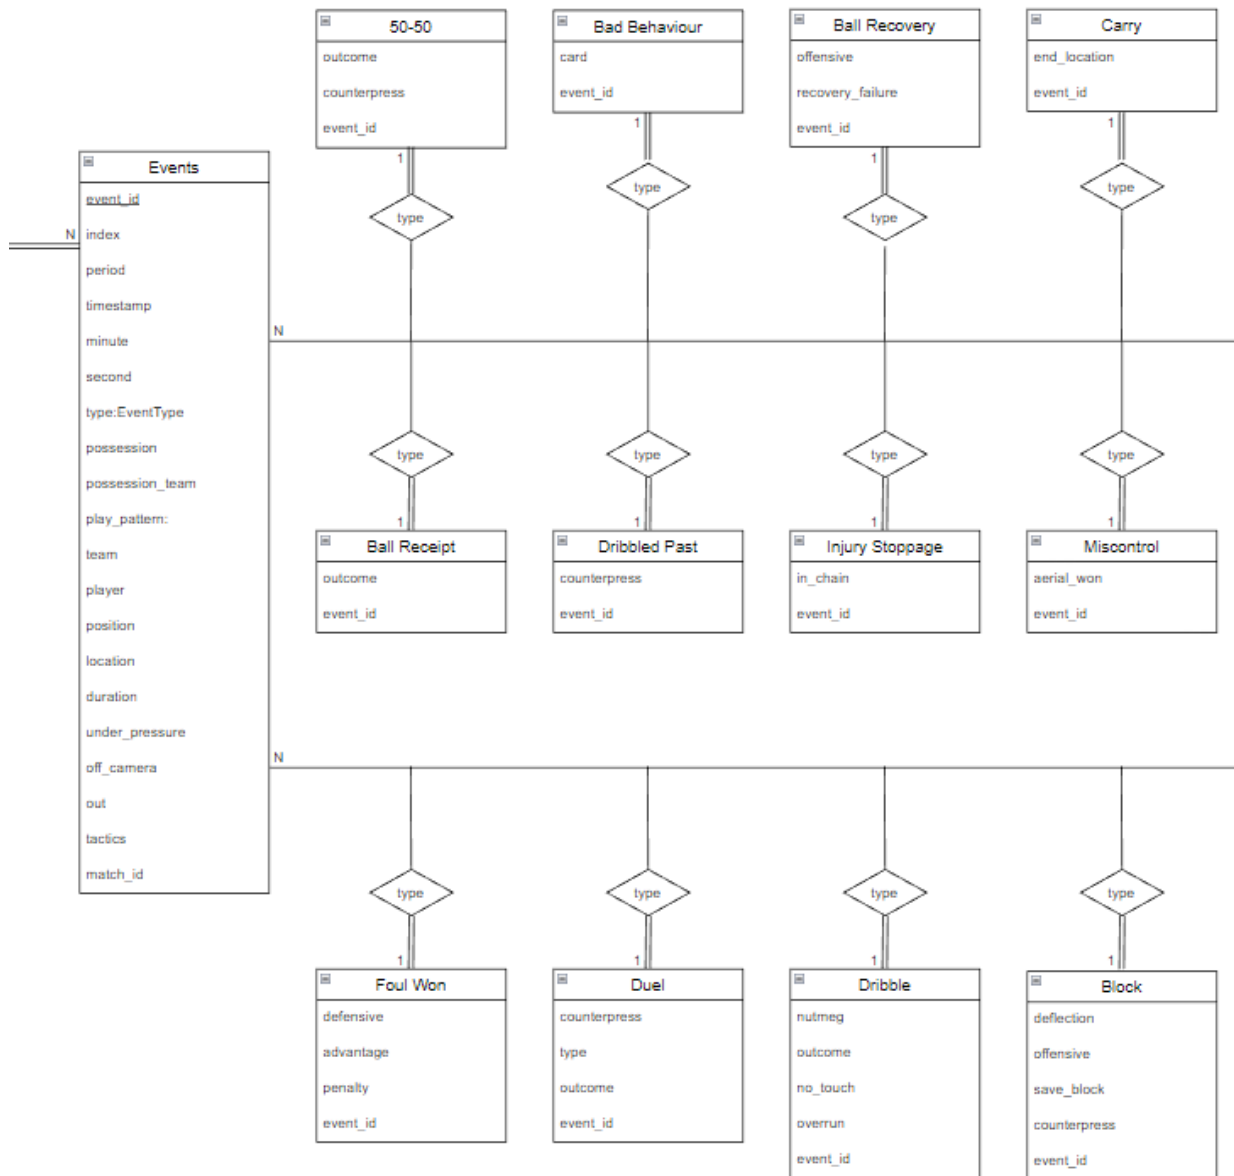 50-50
outcome
counterpress
event_id
1
type
Bad Behaviour
card
event_id
1
type
Ball Recovery
offensive
recovery_failure
event_id
1
type
Carry
end_location
event_id
1
type
Events
event_id
index
period
timestamp
minute
second
type:EventType
possession
possession_team
play_pattern:
team
player
position
location
duration
under_pressure
off_camera
out
tactics
match_id
N
N
type
1
Ball Receipt
outcome
event_id
type
1
Dribbled Past
counterpress
event_id
type
1
Injury Stoppage
in_chain
event_id
type
1
Miscontrol
aerial_won
event_id
N
type
1
Foul Won
defensive
advantage
penalty
event_id
type
1
Duel
counterpress
type
outcome
event_id
type
1
Dribble
nutmeg
outcome
no_touch
overrun
event_id
type
1
Block
deflection
offensive
save_block
counterpress
event_id